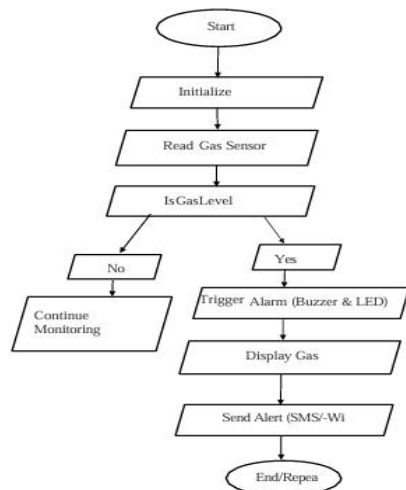 Start
Initialize
Read Gas Sensor
IsGasLevel
No
Yes
Continue
Monitoring
Trigger Alarm (Buzzer & LED)
Display Gas
Send Alert (SMS/-Wi
End/Repea